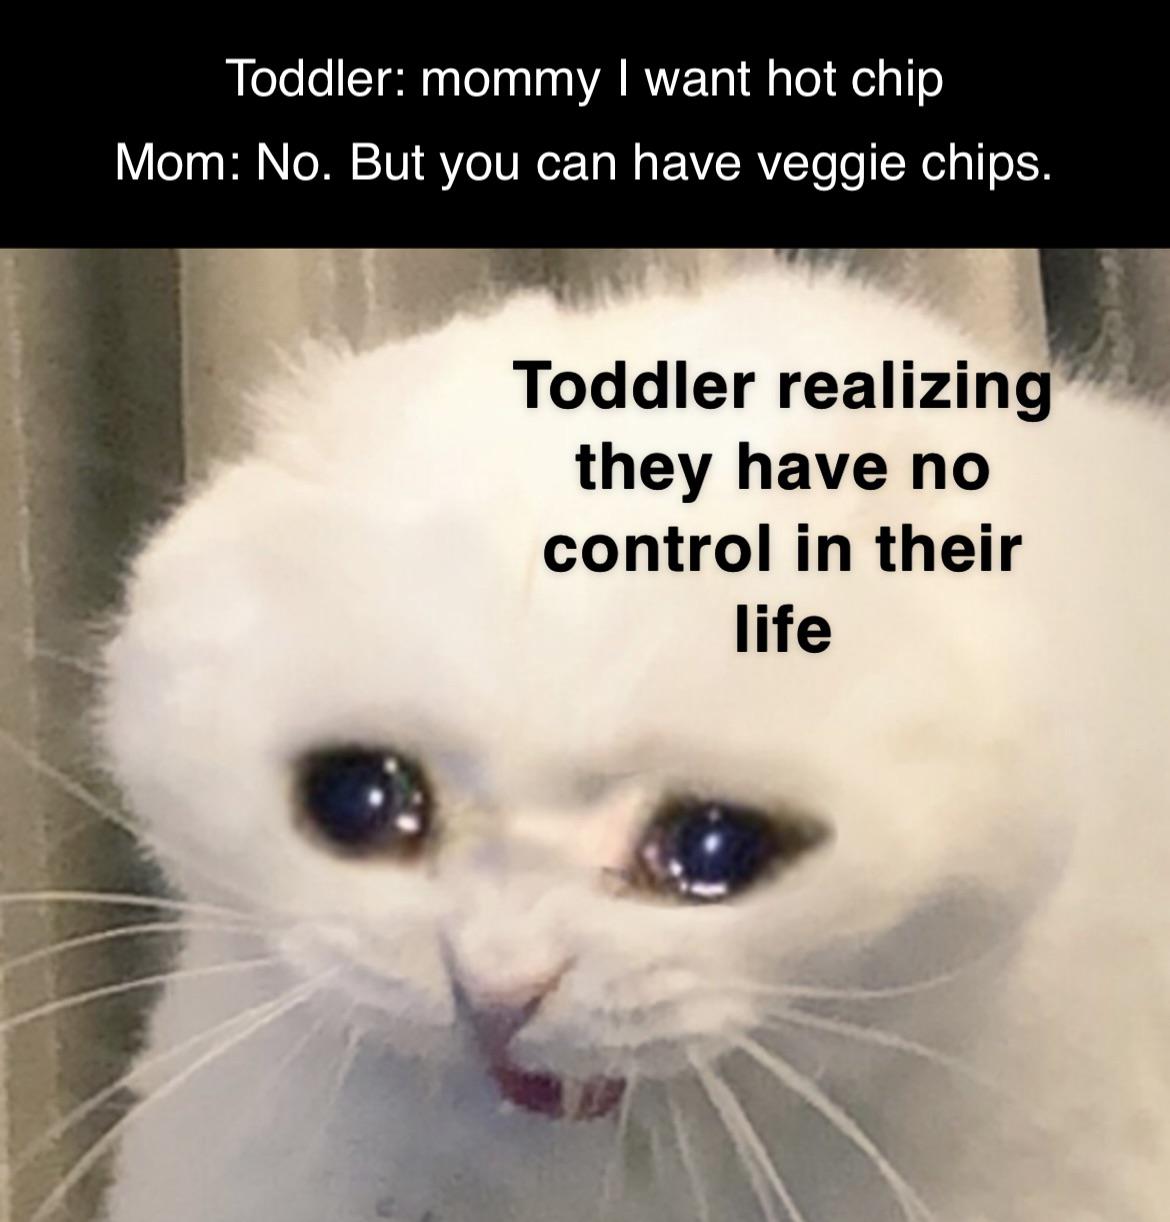 Toddler: mommy I want hot chip
Mom: No. But you can have veggie chips.
Toddler realizing
they have no
control in their
life